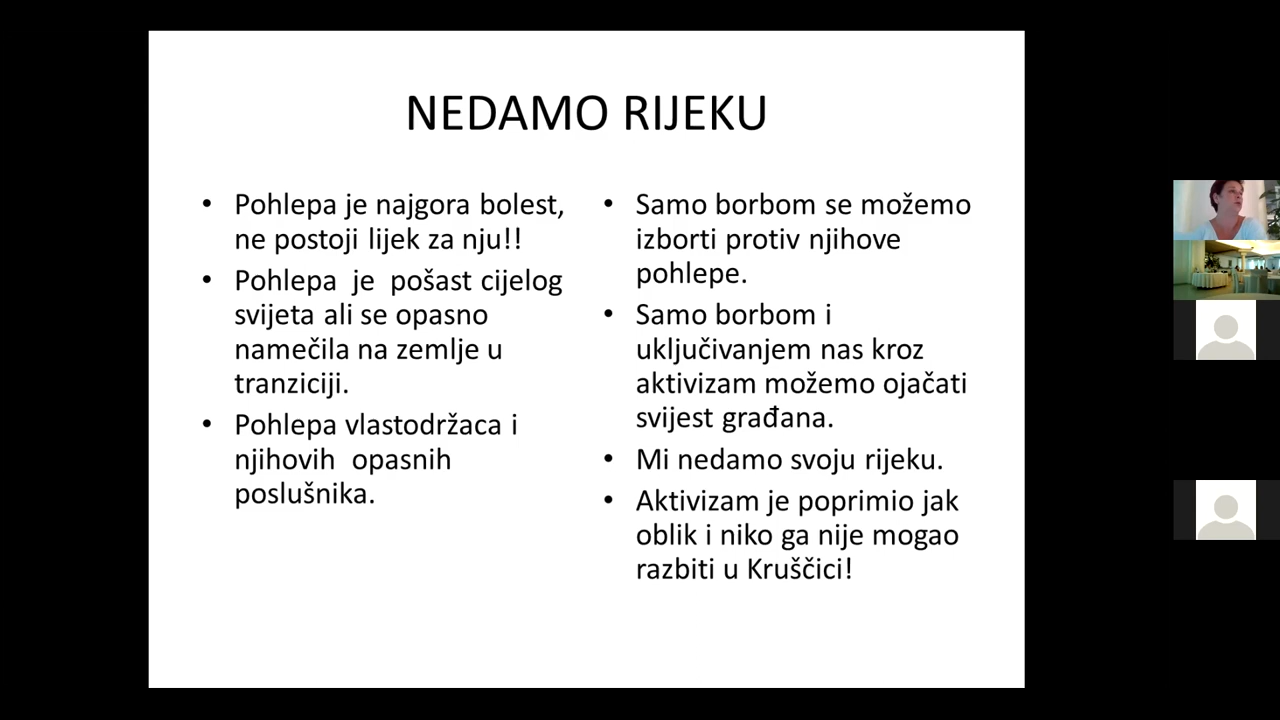 NEDAMO RIJEKU
• Pohlepa je najgora bolest,
ne postoji lijek za nju!!
• Pohlepa je pošast cijelog
svijeta ali se opasno
namečila na zemlje u
tranziciji.
• Pohlepa vlastodržaca i
njihovih opasnih
poslušnika.
• Samo borbom se možemo
izborti protiv njihove
pohlepe.
• Samo borbom i
uključivanjem nas kroz
aktivizam možemo ojačati
svijest građana.
• Mi nedamo svoju rijeku.
• Aktivizam je poprimio jak
oblik i niko ga nije mogao
razbiti u Kruščici!